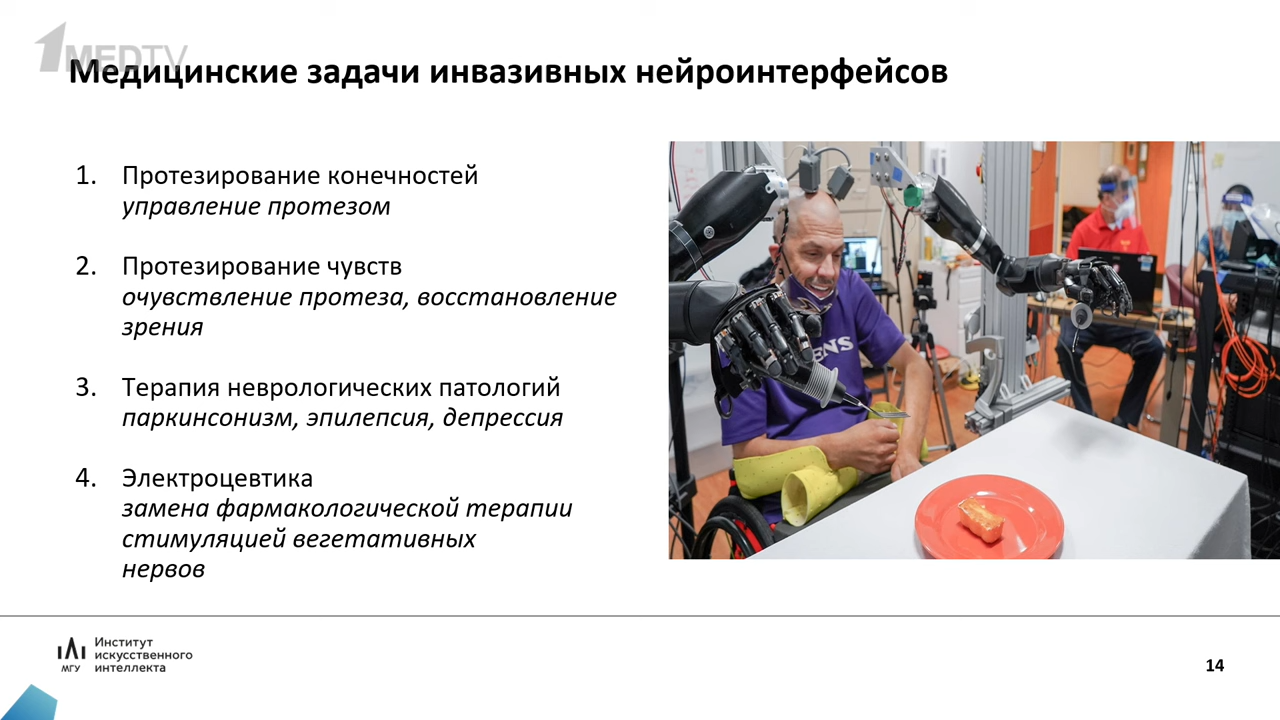 1MEDTV
Медицинские задачи инвазивных нейроинтерфейсов
1. Протезирование конечностей
управление протезом
2. Протезирование чувств
очувствление протеза, восстановление
зрения
3. Терапия неврологических патологий
паркинсонизм, эпилепсия, депрессия
4. Электроцевтика
замена фармакологической терапии
стимуляцией вегетативных
нервов
ENS
МГУ
Институт
искусственного
интеллекта
14